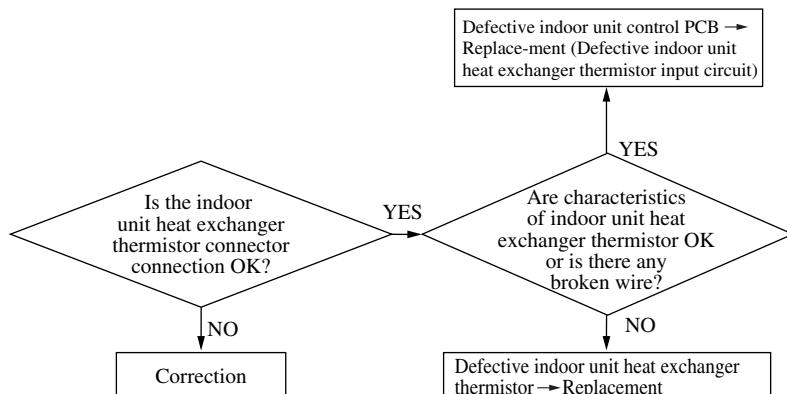 Defective indoor unit control PCB →
Replace-ment (Defective indoor unit
heat exchanger thermistor input circuit)
YES
Is the indoor
unit heat exchanger
thermistor connector
connection OK?
YES
Are characteristics
of indoor unit heat
exchanger thermistor OK
or is there any
broken wire?
NO
NO
Correction
Defective indoor unit heat exchanger
thermistor → Replacement